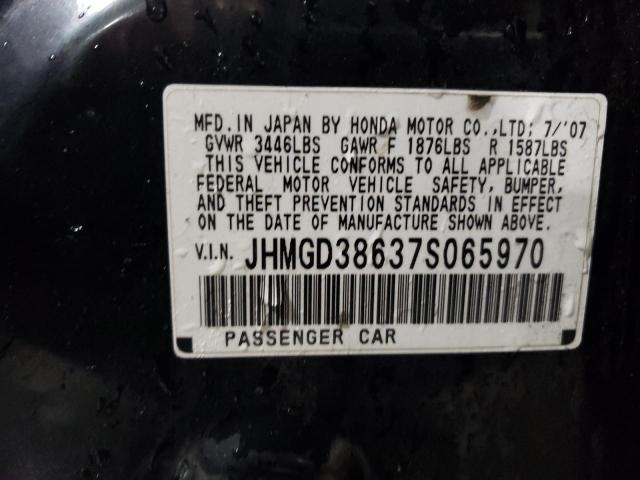 MFD. IN JAPAN BY HONDA MOTOR CO.,LTD; 7/'07
GVWR 3446LBS GAWR F 1876LBS R 1587LBS
THIS VEHICLE CONFORMS TO ALL APPLICABLE
FEDERAL MOTOR VEHICLE SAFETY, BUMPER,
AND THEFT PREVENTION STANDARDS IN EFFECT
ON THE DATE OF MANUFACTURE SHOWN ABOVE.
V.I.N. JHMGD38637S065970
PASSENGER CAR